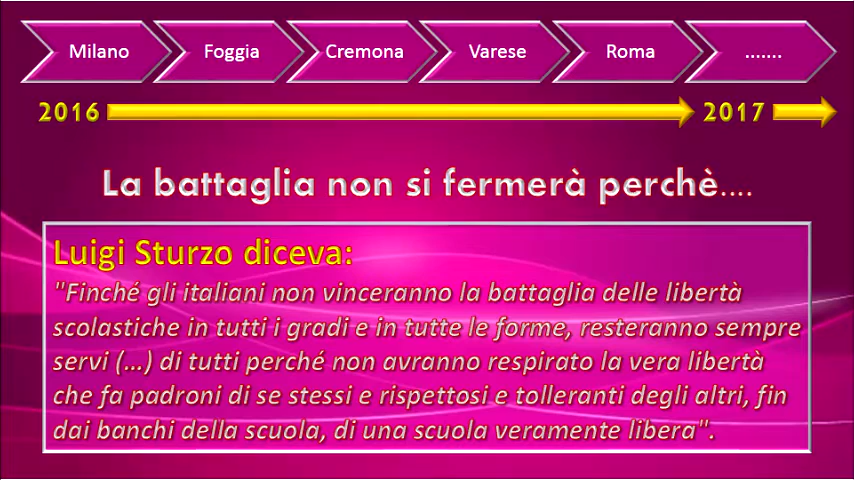 Milano Foggia Cremona Varese Roma .......
2016 2017
La battaglia non si fermerà perchè....
Luigi Sturzo diceva:
"Finché gli italiani non vinceranno la battaglia delle libertà
scolastiche in tutti i gradi e in tutte le forme, resteranno sempre
servi (...) di tutti perché non avranno respirato la vera libertà
che fa padroni di se stessi e rispettosi e tolleranti degli altri, fin
dai banchi della scuola, di una scuola veramente libera".